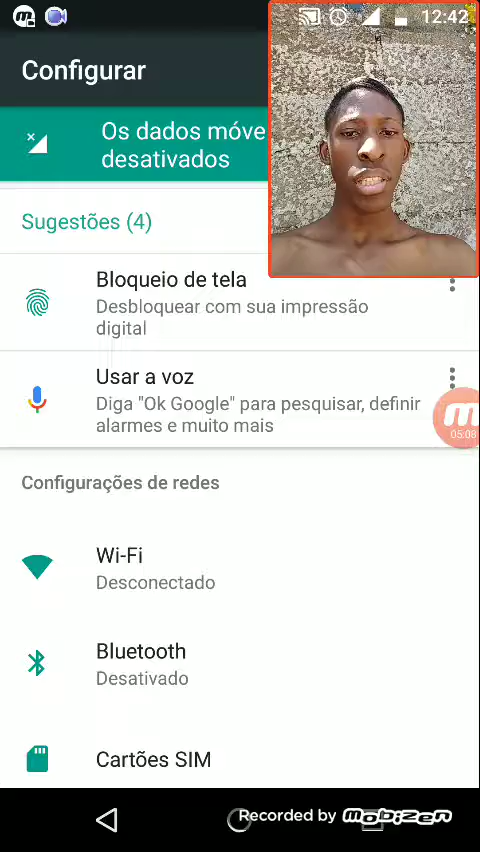 12:42
Configurar
Os dados móve
desativados
Sugestões (4)
Bloqueio de tela
Desbloquear com sua impressão
digital
Usar a voz
Diga "Ok Google" para pesquisar, definir
alarmes e muito mais
05:08
Configurações de redes
Wi-Fi
Desconectado
Bluetooth
Desativado
Cartões SIM
Recorded by Mobizen